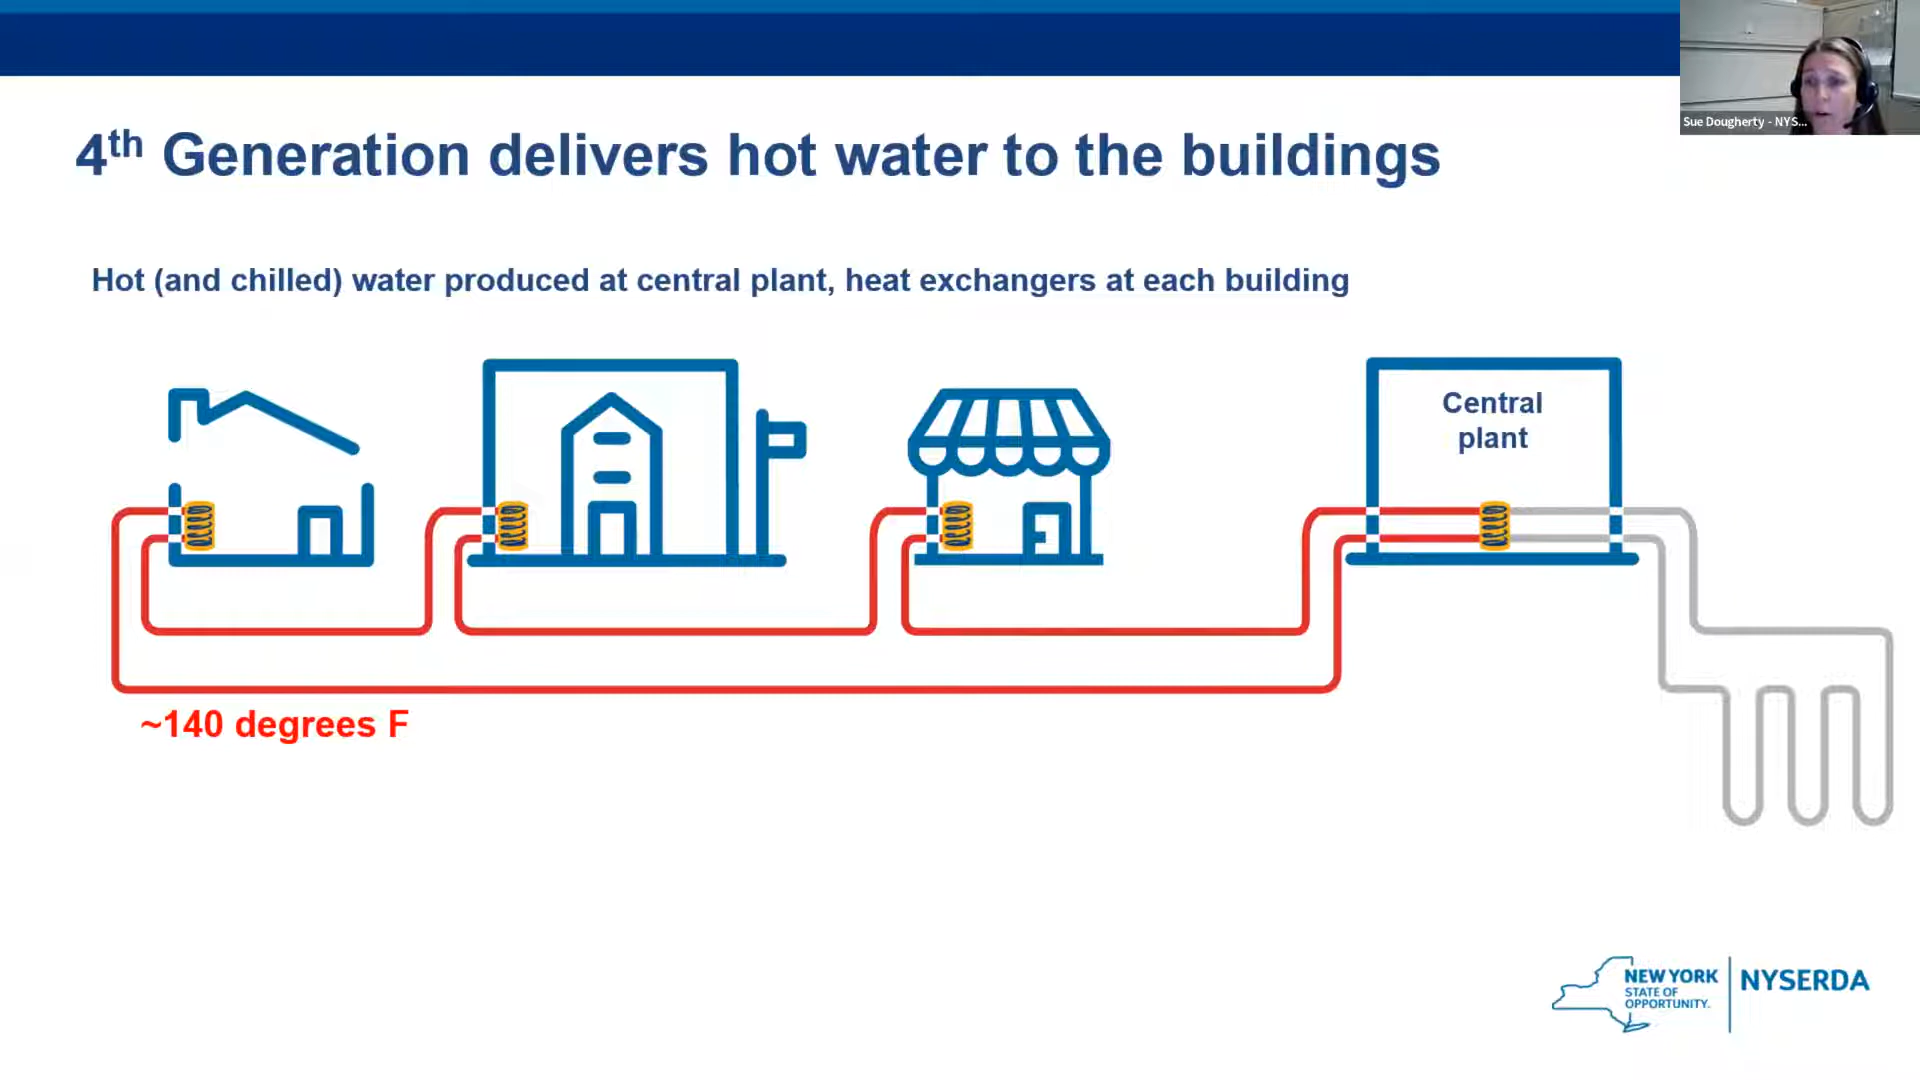 Sue Dougherty - NYS...
4th Generation delivers hot water to the buildings
Hot (and chilled) water produced at central plant, heat exchangers at each building
Central
plant
~140 degrees F
NEW YORK
STATE OF
OPPORTUNITY.
NYSERDA